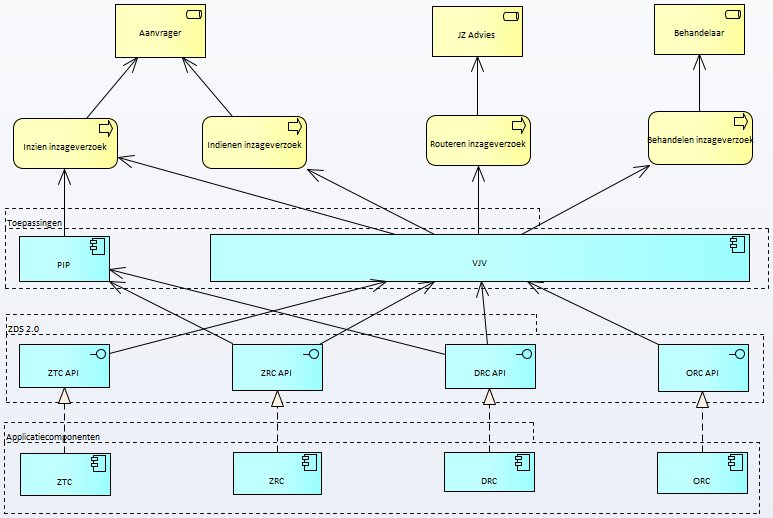 Aanvrager
JZ Advies
Behandelaar
Inzien inzageverzoek
Indienen inzageverzoek
Routeren inzageverzoek
Behandelen inzageverzoek
Toepassingen
PIP
VJV
ZDS 2.0
ZTC API
ZRC API
DRC API
ORC API
Applicatiecomponenten
ZTC
ZRC
DRC
ORC